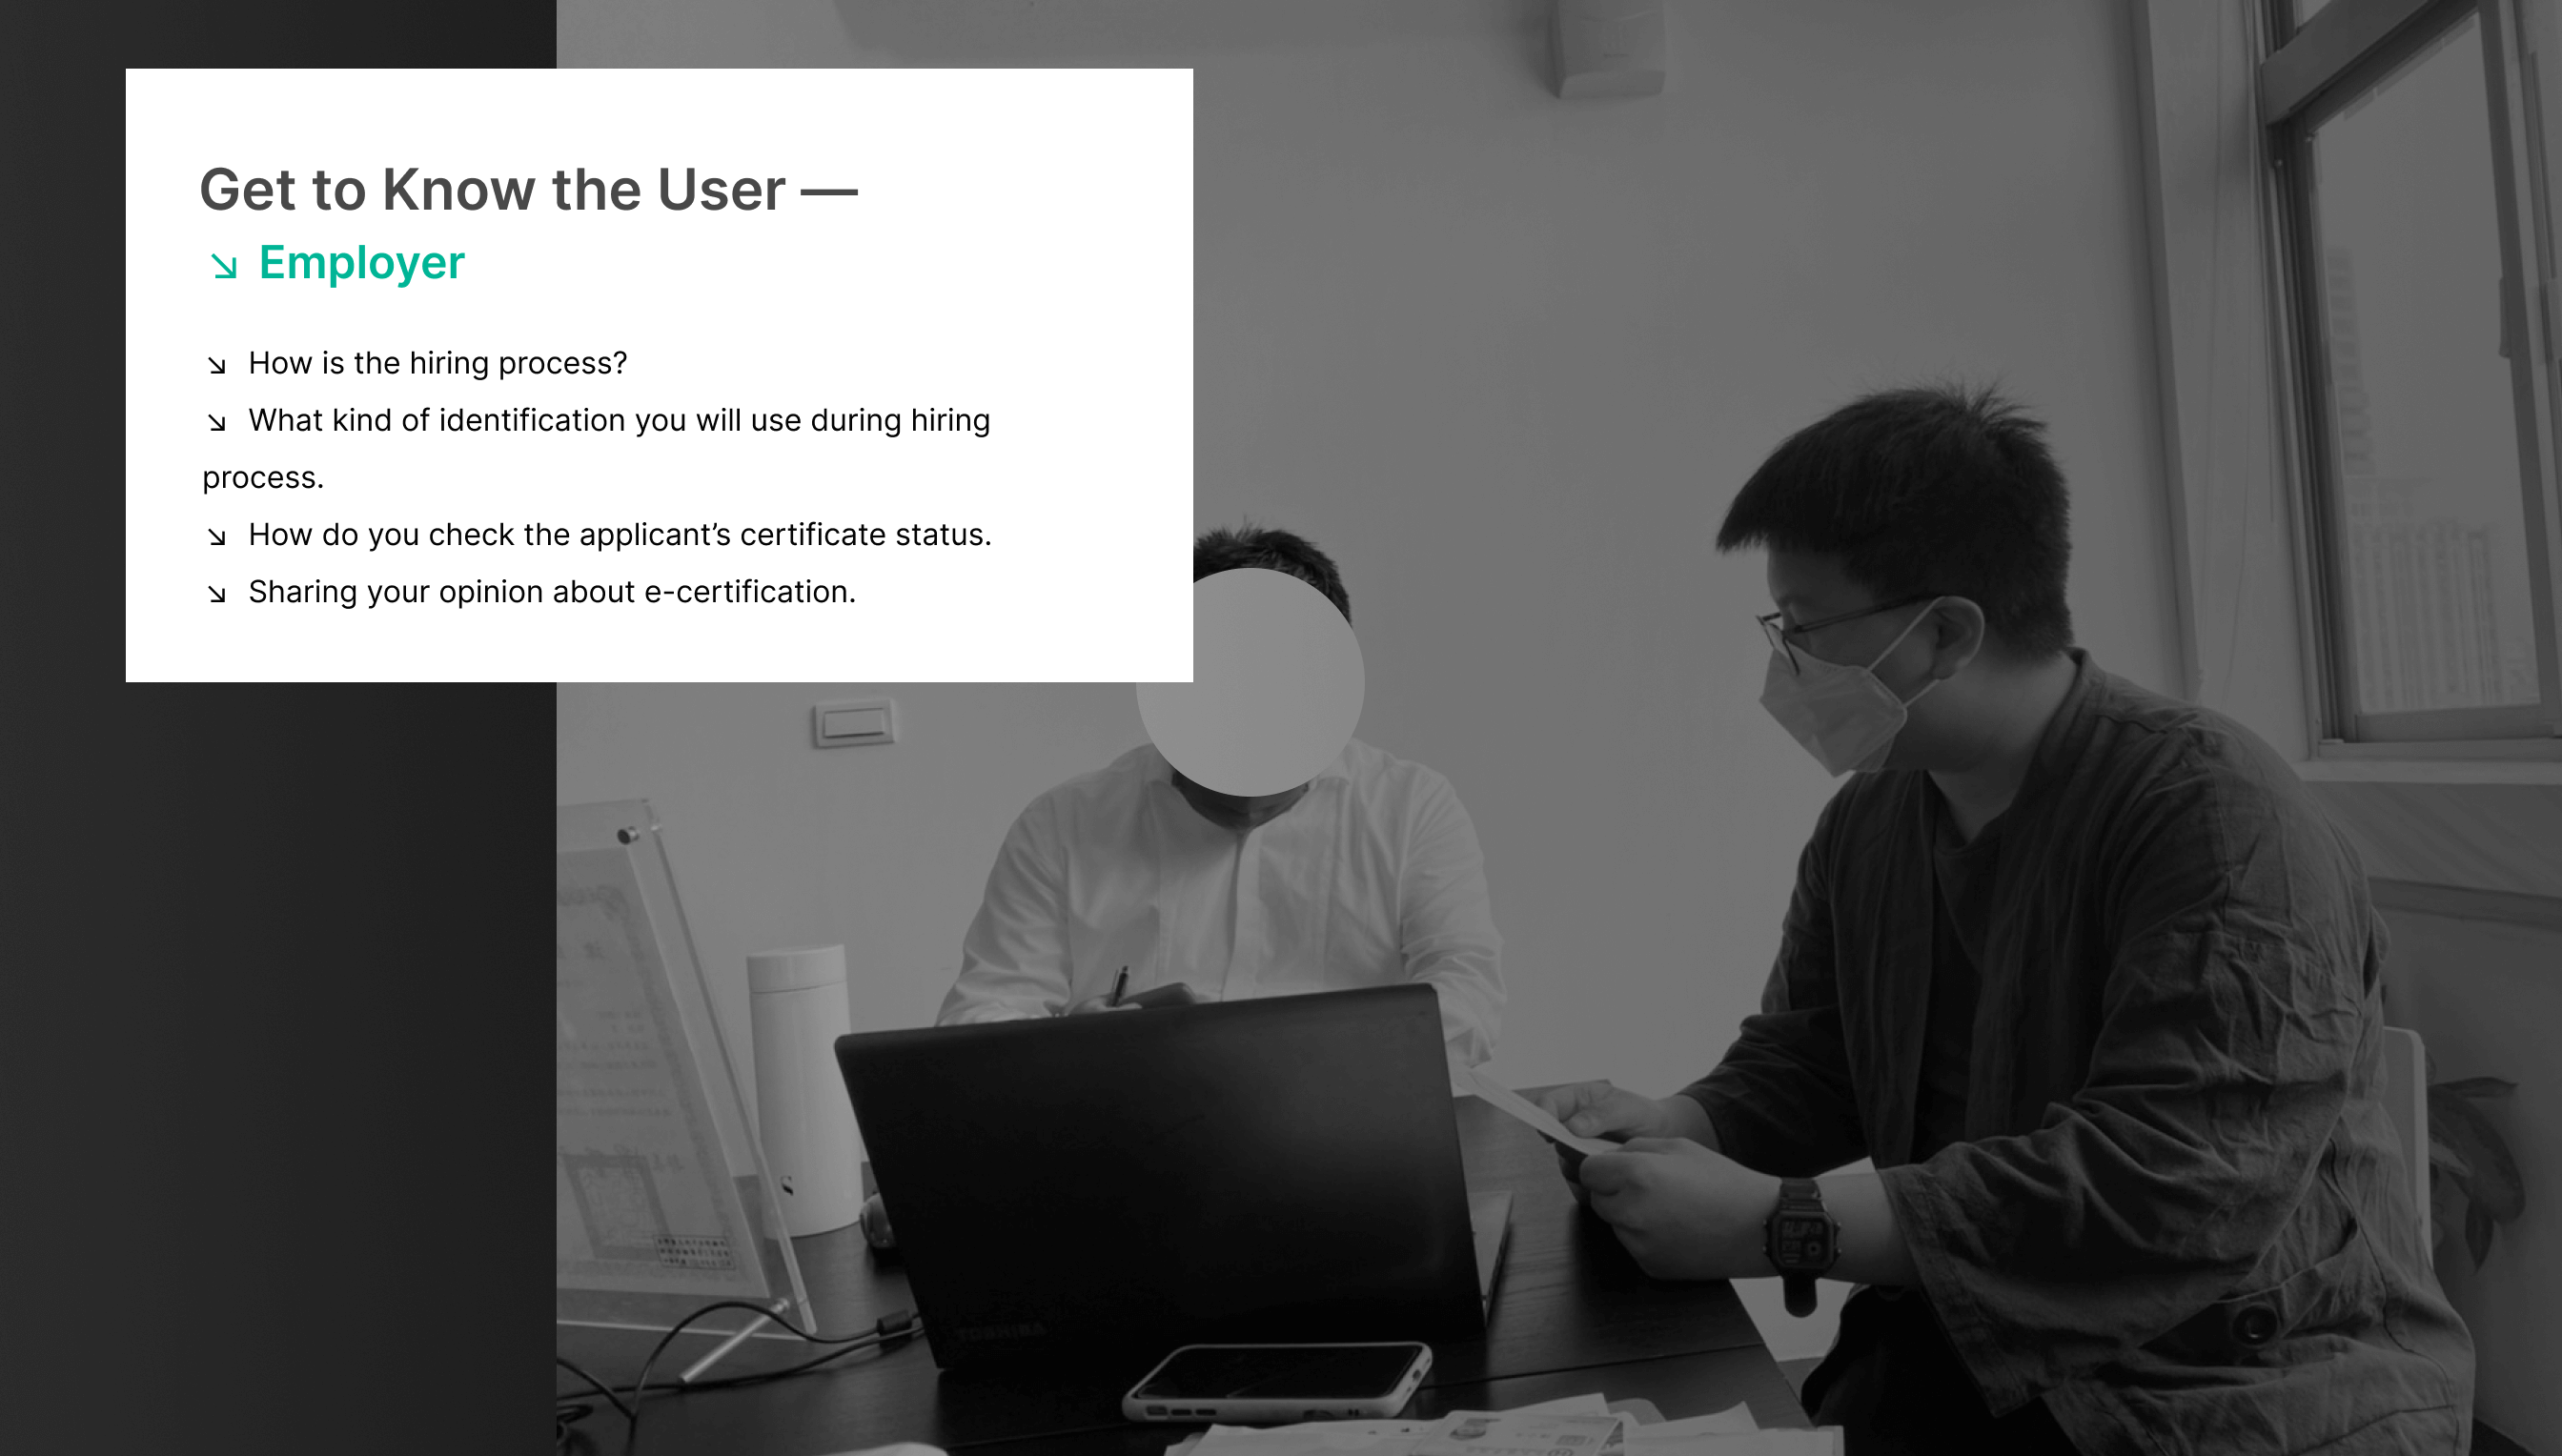 Get to Know the User —
↘ Employer
↘ How is the hiring process?
↘ What kind of identification you will use during hiring
process.
↘ How do you check the applicant’s certificate status.
↘ Sharing your opinion about e-certification.
TOSHIBA